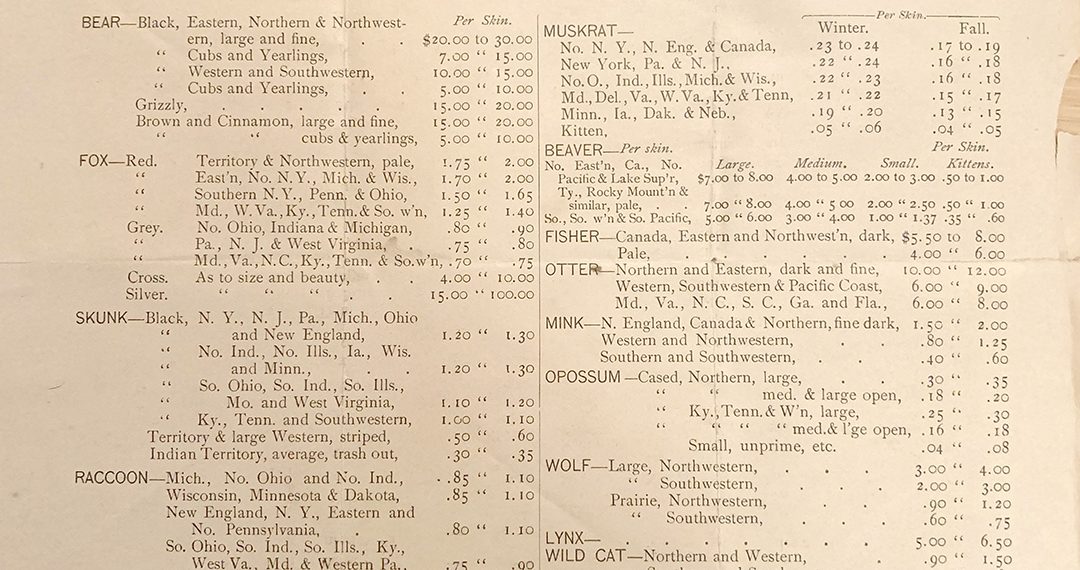 Per Skin.
BEAR—Black, Eastern, Northern & Northwest-
ern, large and fine, . . $20.00 to 30.00
“ Cubs and Yearlings, 7.00 “ 15.00
“ Western and Southwestern, 10.00 “ 15.00
“ Cubs and Yearlings, . 5.00 “ 10.00
Grizzly, . . . . . 15.00 “ 20.00
Brown and Cinnamon, large and fine, 15.00 “ 20.00
“ “ cubs & yearlings, 5.00 “ 10.00
FOX—Red. Territory & Northwestern, pale, 1.75 “ 2.00
“ East'n, No. N.Y., Mich. & Wis., 1.70 “ 2.00
“ Southern N.Y., Penn. & Ohio, 1.50 “ 1.65
“ Md., W.Va., Ky., Tenn. & So. w'n, 1.25 “ 1.40
Grey. No. Ohio, Indiana & Michigan, .80 “ .90
“ Pa., N. J. & West Virginia, . .75 “ .80
“ Md., Va., N.C., Ky., Tenn. & So.w'n, .70 “ .75
Cross. As to size and beauty, . . 4.00 “ 10.00
Silver. “ “ “ “ 15.00 “ 100.00
SKUNK—Black, N. Y., N. J., Pa., Mich., Ohio
“ and New England, 1.20 “ 1.30
“ No. Ind., No. Ills., Ia., Wis.
“ and Minn., . . 1.20 “ 1.30
“ So. Ohio, So. Ind., So. Ills.,
“ Mo. and West Virginia, 1.10 “ 1.20
“ Ky., Tenn. and Southwestern, 1.00 “ 1.10
Territory & large Western, striped, .50 “ .60
Indian Territory, average, trash out, .30 “ .35
RACCOON—Mich., No. Ohio and No. Ind., . .85 “ 1.10
Wisconsin, Minnesota & Dakota, .85 “ 1.10
New England, N. Y., Eastern and
No. Pennsylvania, . . .80 “ 1.10
So. Ohio, So. Ind., So. Ills., Ky.,
West Va., Md. & Western Pa., .75 “ .90
Per Skin.
MUSKRAT— Winter. Fall.
No. N. Y., N. Eng. & Canada, .23 to .24 .17 to .19
New York, Pa. & N. J., .22 “ .24 .16 “ .18
No. O., Ind., Ills., Mich. & Wis., .22 “ .23 .16 “ .18
Md., Del., Va., W.Va., Ky. & Tenn, .21 “ .22 .15 “ .17
Minn., Ia., Dak. & Neb., .19 “ .20 .13 “ .15
Kitten, .05 “ .06 .04 “ .05
BEAVER—Per skin. Per Skin.
No. East'n, Ca., No. Large. Medium. Small. Kittens.
Pacific & Lake Sup'r, $7.00 to 8.00 4.00 to 5.00 2.00 to 3.00 .50 to 1.00
Ty., Rocky Mount'n &
similar, pale, . . 7.00 “ 8.00 4.00 “ 5 00 2.00 “ 2.50 .50 “ 1.00
So., So. w'n & So. Pacific, 5.00 “ 6.00 3.00 “ 4.00 1.00 “ 1.37 .35 “ .60
FISHER—Canada, Eastern and Northwest'n, dark, $5.50 to 8.00
Pale, . . . . . . 4.00 “ 6.00
OTTER—Northern and Eastern, dark and fine, 10.00 “ 12.00
Western, Southwestern & Pacific Coast, 6.00 “ 9.00
Md., Va., N. C., S. C., Ga. and Fla., 6.00 “ 8.00
MINK—N. England, Canada & Northern, fine dark, 1.50 “ 2.00
Western and Northwestern, . . .80 “ 1.25
Southern and Southwestern, . . .40 “ .60
OPOSSUM—Cased, Northern, large, . . .30 “ .35
“ “ med. & large open, .18 “ .20
“ Ky., Tenn. & W'n, large, .25 “ .30
“ “ “ “ med. & l'ge open, .16 “ .18
Small, unprime, etc. .04 “ .08
WOLF—Large, Northwestern, . . . 3.00 “ 4.00
“ Southwestern, . . . 2.00 “ 3.00
Prairie, Northwestern, . . . .90 “ 1.20
“ Southwestern, . . . .60 “ .75
LYNX— . . . . . . . 5.00 “ 6.50
WILD CAT—Northern and Western, . .90 “ 1.50